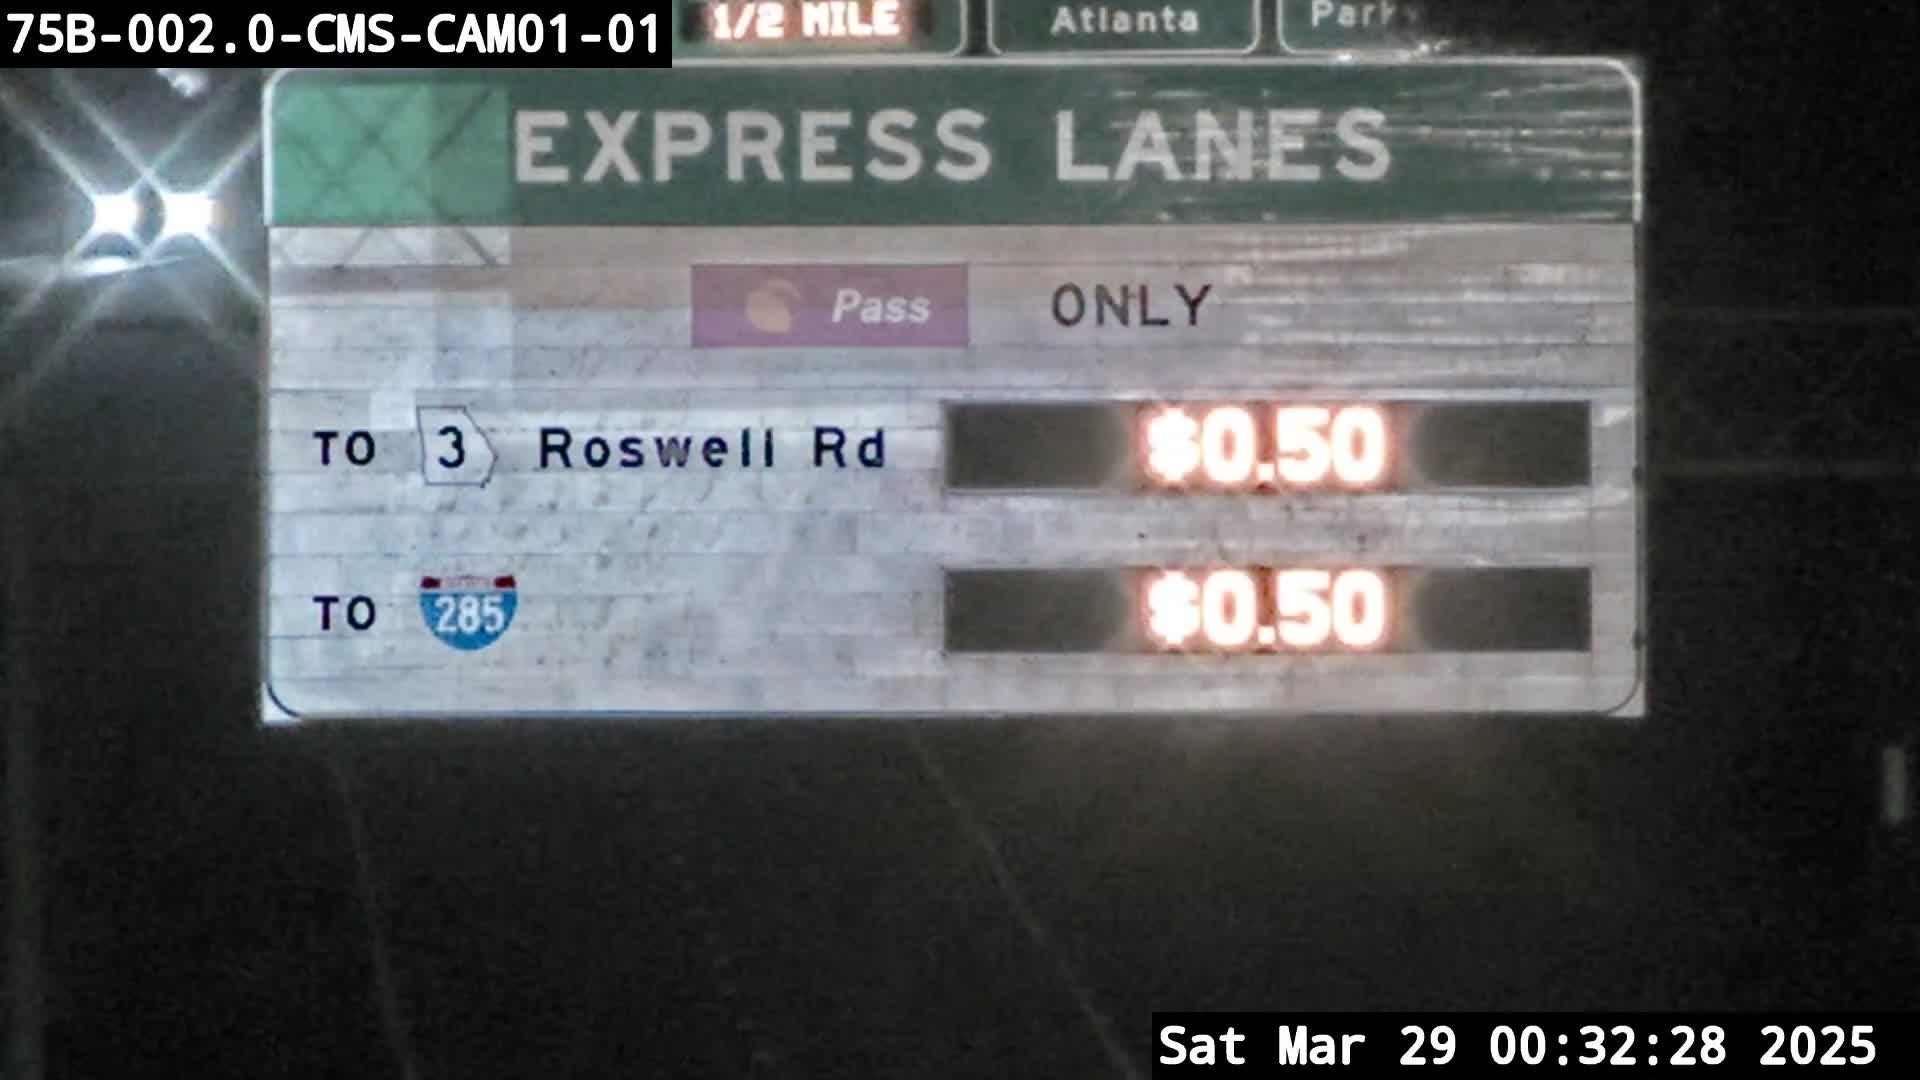 75B-002.0-CMS-CAM01-01
1/2 MILE
Atlanta
EXPRESS LANES
Pass ONLY
TO 3 Roswell Rd $0.50
TO 285 $0.50
Sat Mar 29 00:32:28 2025